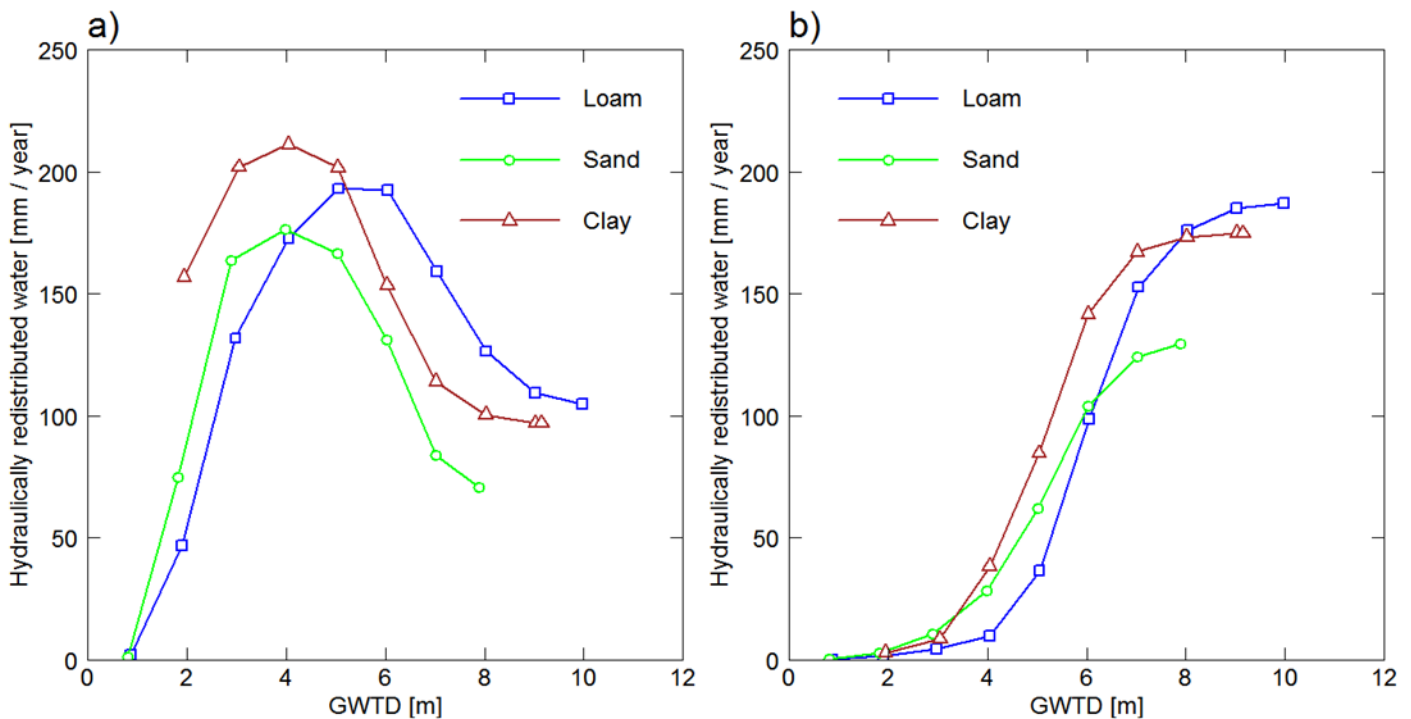 a)
Hydraulically redistributed water [mm / year]
250
200
150
100
50
0
Loam
Sand
Clay
0 2 4 6 8 10 12
GWTD [m]
b)
Hydraulically redistributed water [mm / year]
250
200
150
100
50
0
Loam
Sand
Clay
0 2 4 6 8 10 12
GWTD [m]